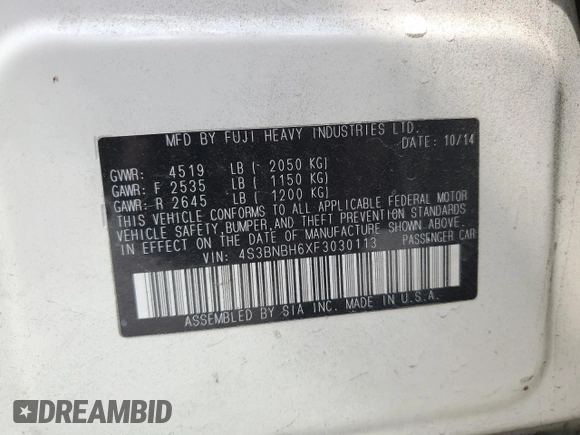 MFD BY FUJI HEAVY INDUSTRIES LTD.
DATE: 10/14
GVWR: 4519 LB ( 2050 KG)
GAWR: F 2535 LB ( 1150 KG)
GAWR: R 2645 LB ( 1200 KG)
THIS VEHICLE CONFORMS TO ALL APPLICABLE FEDERAL MOTOR
VEHICLE SAFETY, BUMPER, AND THEFT PREVENTION STANDARDS
IN EFFECT ON THE DATE OF MANUFACTURE SHOWN ABOVE.
VIN: 4S3BNBH6XF3030113 PASSENGER CAR
ASSEMBLED BY SIA INC. MADE IN U.S.A.
DREAMBID